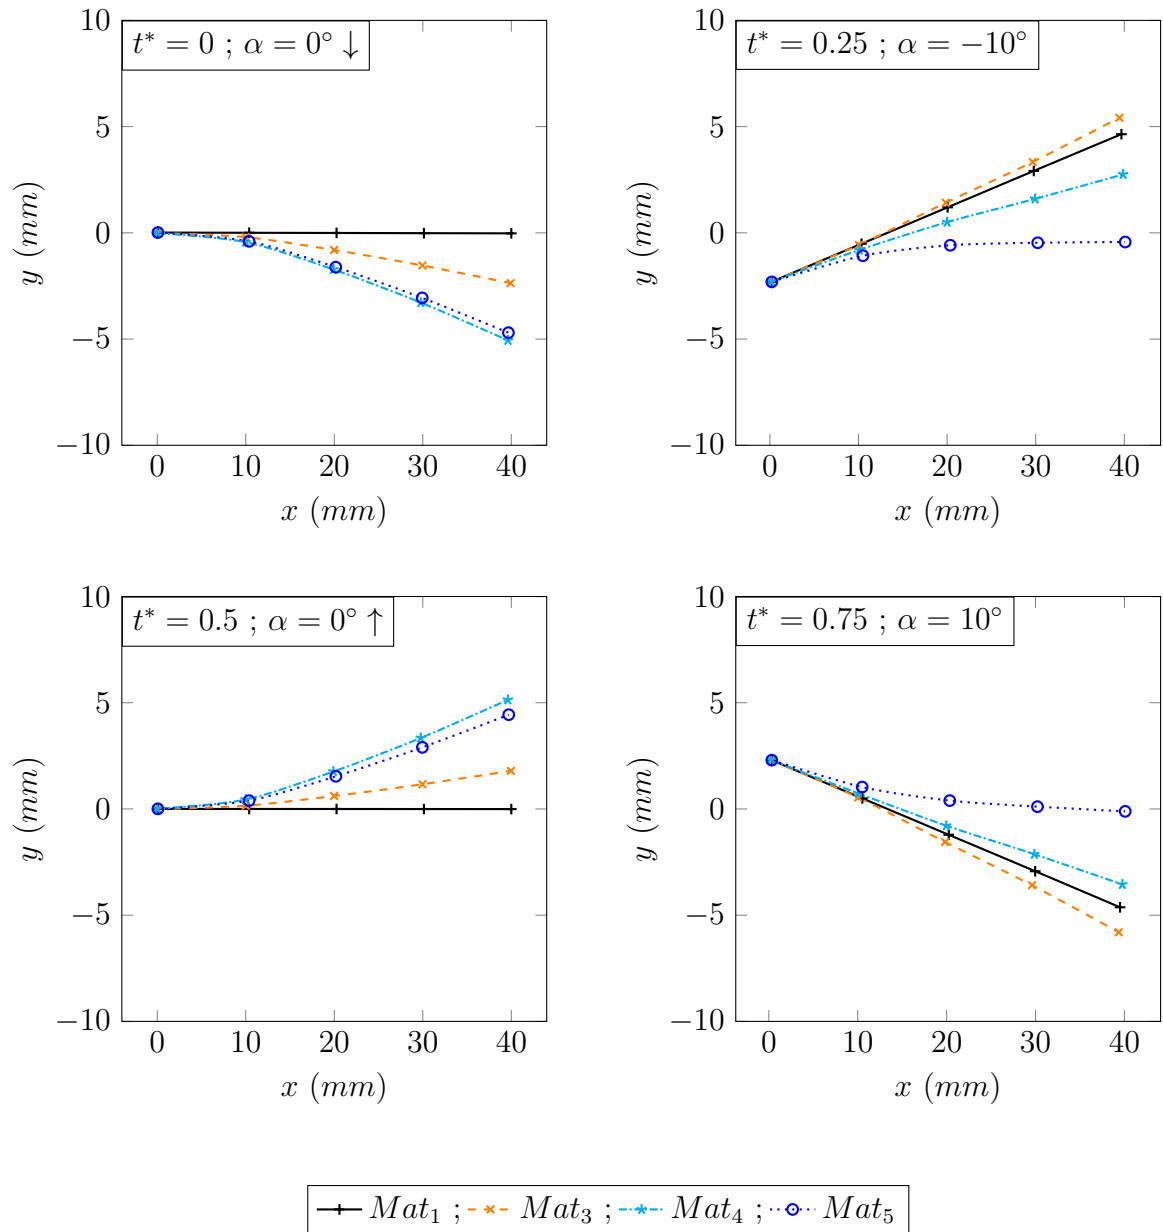 t* = 0 ; α = 0° ↓
10
5
0
−5
−10
0 10 20 30 40
x (mm)
y (mm)
t* = 0.25 ; α = −10°
10
5
0
−5
−10
0 10 20 30 40
x (mm)
y (mm)
t* = 0.5 ; α = 0° ↑
10
5
0
−5
−10
0 10 20 30 40
x (mm)
y (mm)
t* = 0.75 ; α = 10°
10
5
0
−5
−10
0 10 20 30 40
x (mm)
y (mm)
Mat₁ ; Mat₃ ; Mat₄ ; Mat₅